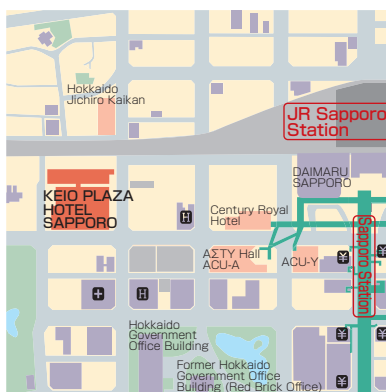 Hokkaido
Jichiro Kaikan
JR Sapporo
Station
DAIMARU
SAPPORO
KEIO PLAZA
HOTEL
SAPPORO
H
Century Royal
Hotel
Sapporo Station
¥
AΣTY Hall
ACU-A
ACU-Y
¥
H
Hokkaido
Government
Office Building
¥
¥
Former Hokkaido
Government Office
Building (Red Brick Office)
¥